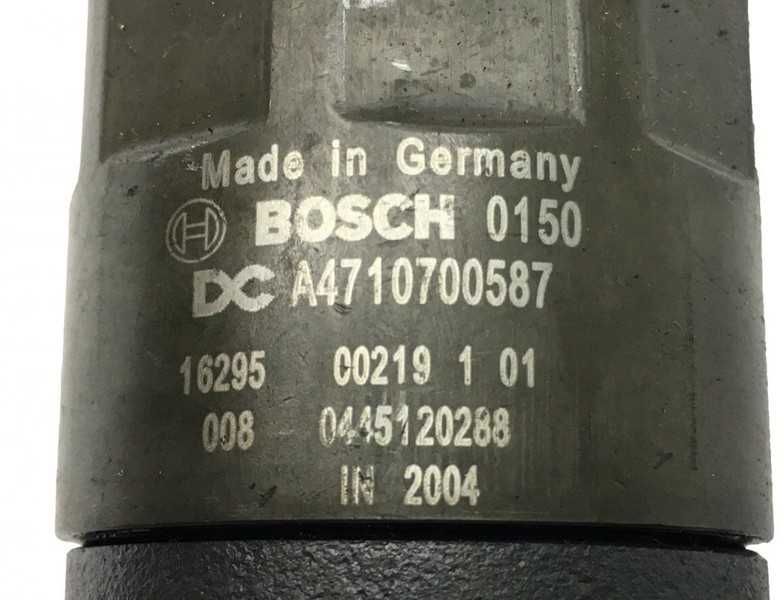 Made in Germany
BOSCH 0150
DC A4710700587
16295 00219 1 01
008 0445120288
IN 2004